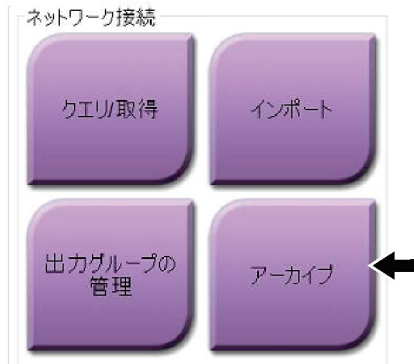 ネットワーク接続
クエリ/取得
インポート
出力グループの
管理
アーカイブ